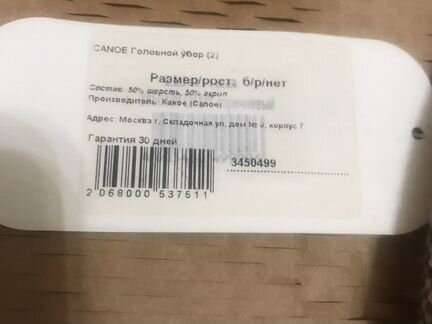 CANOE Головной убор (2)
Размер/рост: б/р/нет
Состав: 50% шерсть, 50% акрил
Производитель: Каное (Canoe)
Адрес: Москва г, Складочная ул, дом № 3, корпус 7
Гарантия 30 дней
3450499
2 068000 537511